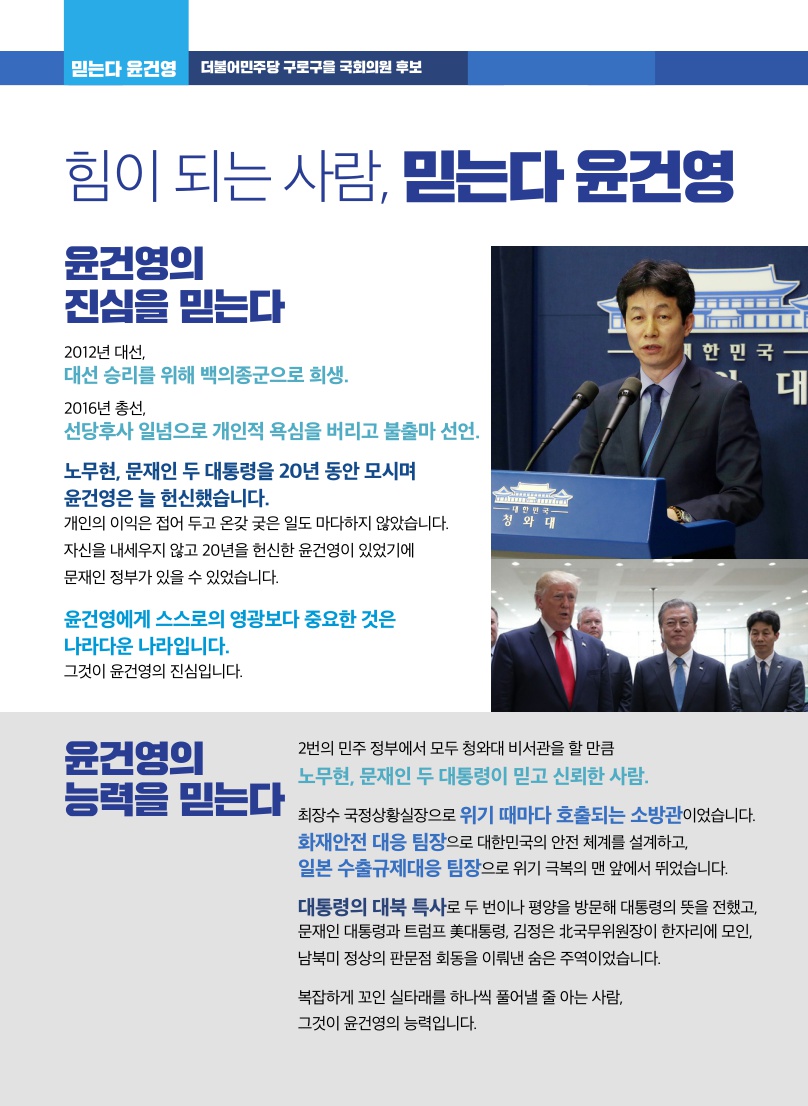 믿는다 윤건영
더불어민주당 구로구을 국회의원 후보
힘이 되는 사람, 믿는다 윤건영
윤건영의
진심을 믿는다
2012년 대선,
대선 승리를 위해 백의종군으로 희생.
2016년 총선,
선당후사 일념으로 개인적 욕심을 버리고 불출마 선언.
노무현, 문재인 두 대통령을 20년 동안 모시며
윤건영은 늘 헌신했습니다.
개인의 이익은 접어 두고 온갖 궂은 일도 마다하지 않았습니다.
자신을 내세우지 않고 20년을 헌신한 윤건영이 있었기에
문재인 정부가 있을 수 있었습니다.
윤건영에게 스스로의 영광보다 중요한 것은
나라다운 나라입니다.
그것이 윤건영의 진심입니다.
대한민국
와 대
대한민국
청와대
윤건영의
능력을 믿는다
2번의 민주 정부에서 모두 청와대 비서관을 할 만큼
노무현, 문재인 두 대통령이 믿고 신뢰한 사람.
최장수 국정상황실장으로 위기 때마다 호출되는 소방관이었습니다.
화재안전 대응 팀장으로 대한민국의 안전 체계를 설계하고,
일본 수출규제대응 팀장으로 위기 극복의 맨 앞에서 뛰었습니다.
대통령의 대북 특사로 두 번이나 평양을 방문해 대통령의 뜻을 전했고,
문재인 대통령과 트럼프 美대통령, 김정은 北국무위원장이 한자리에 모인,
남북미 정상의 판문점 회동을 이뤄낸 숨은 주역이었습니다.
복잡하게 꼬인 실타래를 하나씩 풀어낼 줄 아는 사람,
그것이 윤건영의 능력입니다.